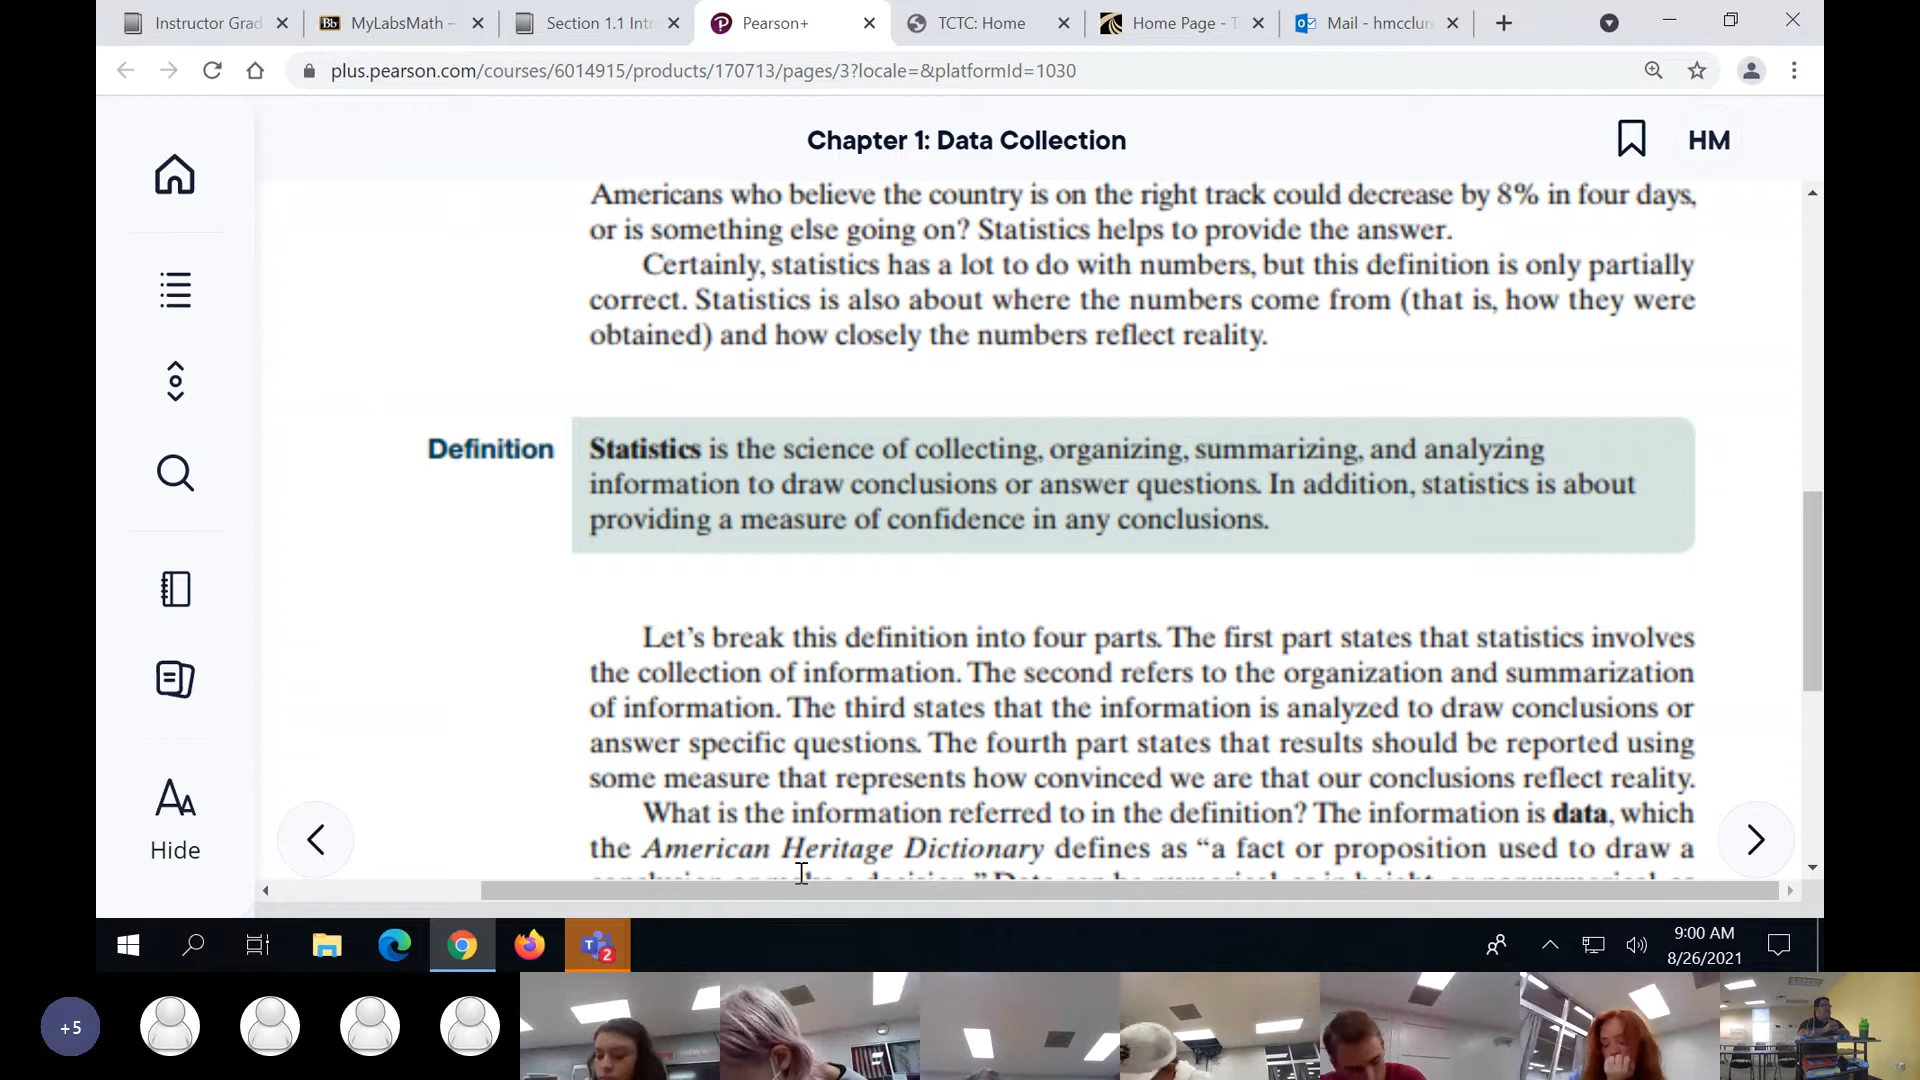 Instructor Grad
MyLabsMath -
Section 1.1 Intr
Pearson+
TCTC: Home
Home Page - T
Mail - hmcclure
plus.pearson.com/courses/6014915/products/170713/pages/3?locale=&platformId=1030
Chapter 1: Data Collection
HM
Americans who believe the country is on the right track could decrease by 8% in four days,
or is something else going on? Statistics helps to provide the answer.
Certainly, statistics has a lot to do with numbers, but this definition is only partially
correct. Statistics is also about where the numbers come from (that is, how they were
obtained) and how closely the numbers reflect reality.
Definition
Statistics is the science of collecting, organizing, summarizing, and analyzing
information to draw conclusions or answer questions. In addition, statistics is about
providing a measure of confidence in any conclusions.
Let's break this definition into four parts. The first part states that statistics involves
the collection of information. The second refers to the organization and summarization
of information. The third states that the information is analyzed to draw conclusions or
answer specific questions. The fourth part states that results should be reported using
some measure that represents how convinced we are that our conclusions reflect reality.
What is the information referred to in the definition? The information is data, which
the American Heritage Dictionary defines as "a fact or proposition used to draw a
Hide
9:00 AM
8/26/2021
2
+5